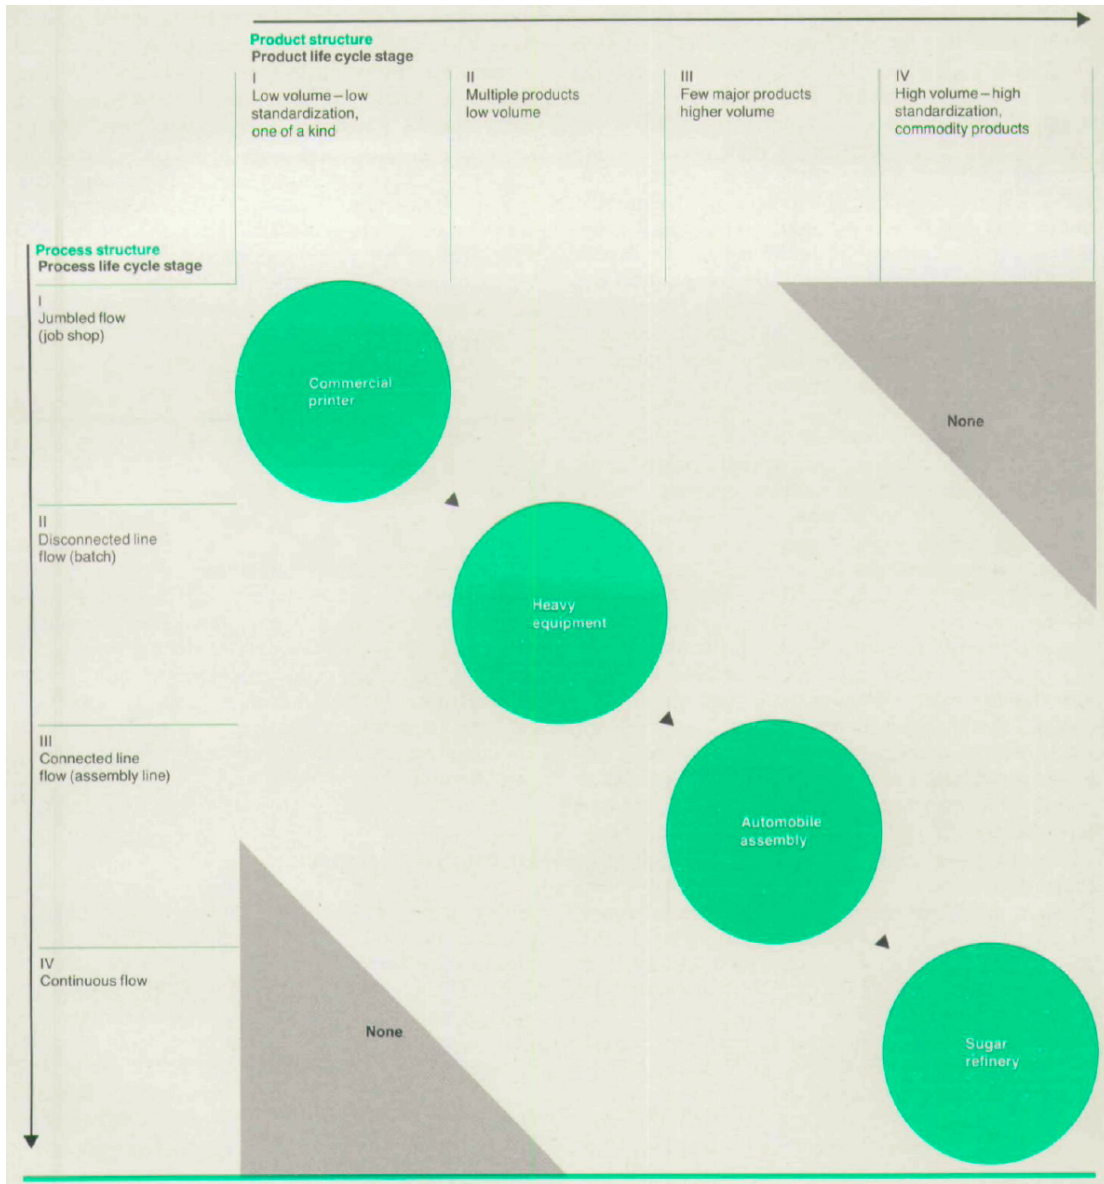 Product structure
Product life cycle stage
I
Low volume – low
standardization,
one of a kind
II
Multiple products
low volume
III
Few major products
higher volume
IV
High volume – high
standardization,
commodity products
Process structure
Process life cycle stage
I
Jumbled flow
(job shop)
Commercial
printer
None
II
Disconnected line
flow (batch)
Heavy
equipment
III
Connected line
flow (assembly line)
Automobile
assembly
IV
Continuous flow
None
Sugar
refinery